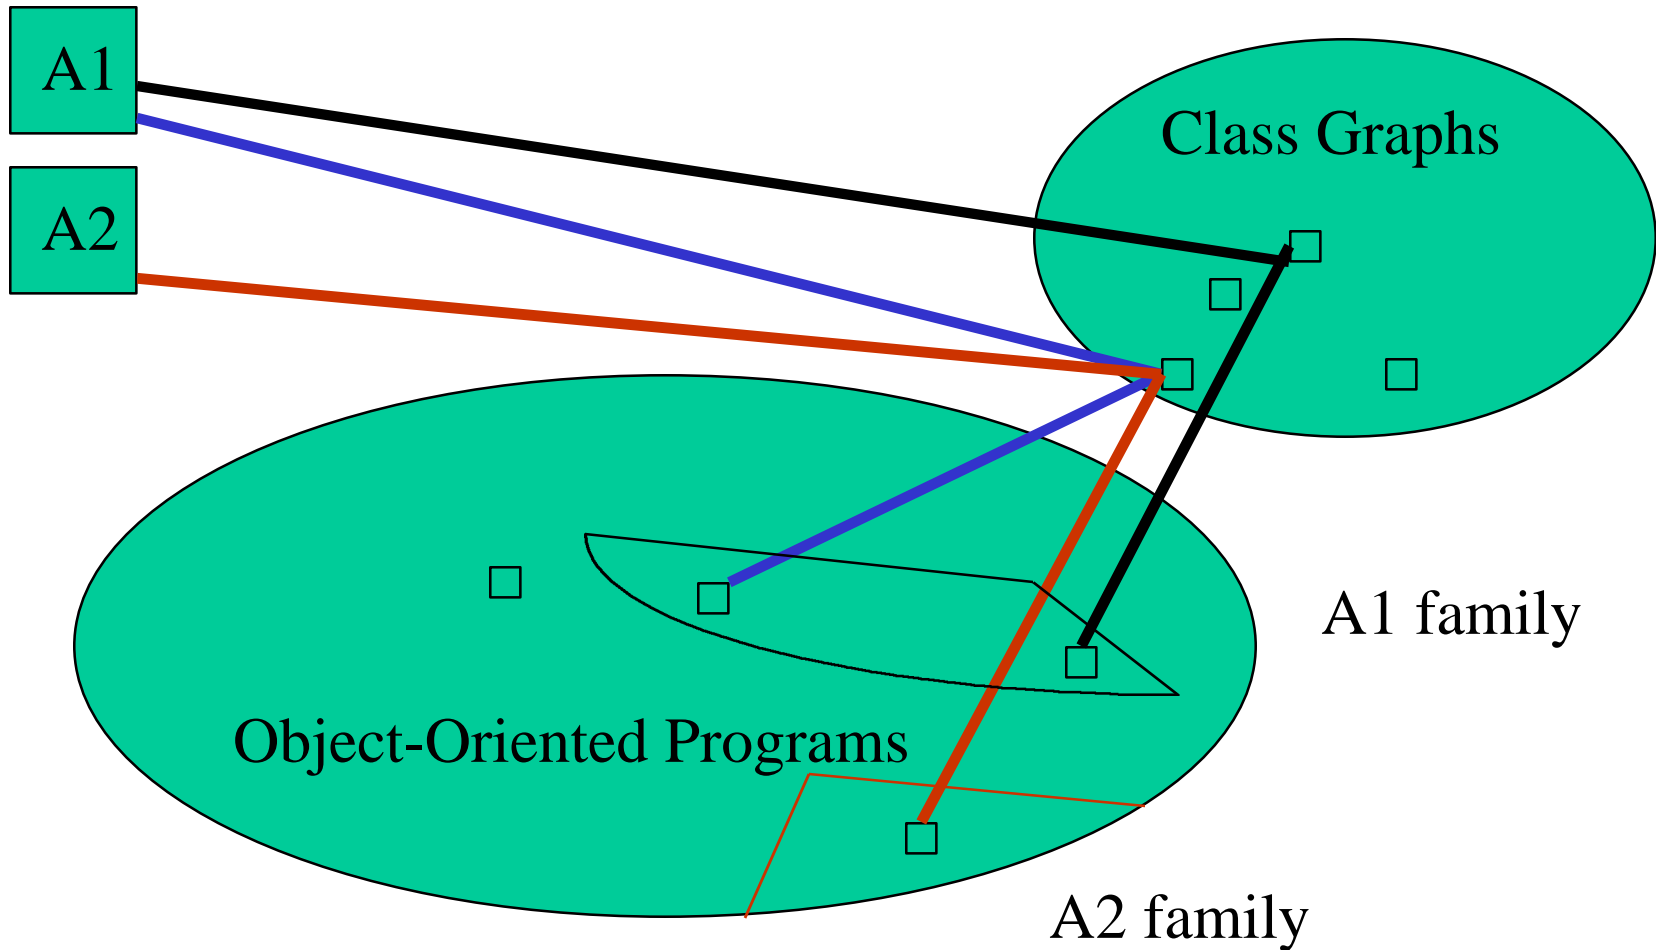 A1
Class Graphs
A2
A1 family
Object-Oriented Programs
A2 family